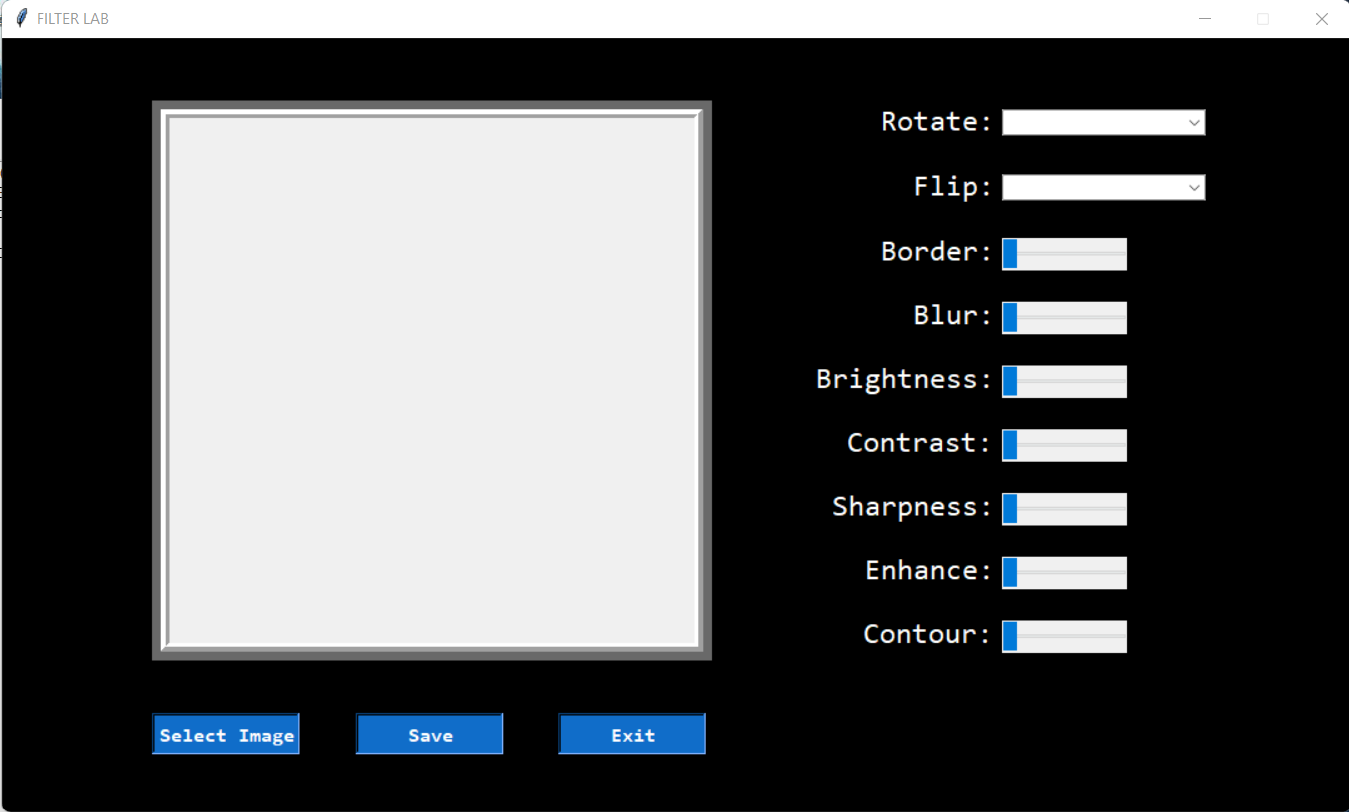 FILTER LAB
Rotate:
Flip:
Border:
Blur:
Brightness:
Contrast:
Sharpness:
Enhance:
Contour:
Select Image
Save
Exit